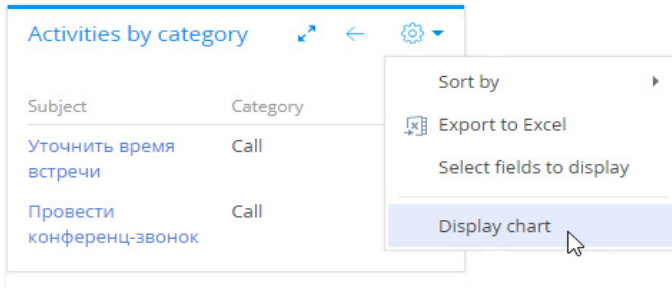 Activities by category
Sort by
Subject
Category
Export to Excel
Уточнить время
встречи
Call
Select fields to display
Провести
конференц-звонок
Call
Display chart